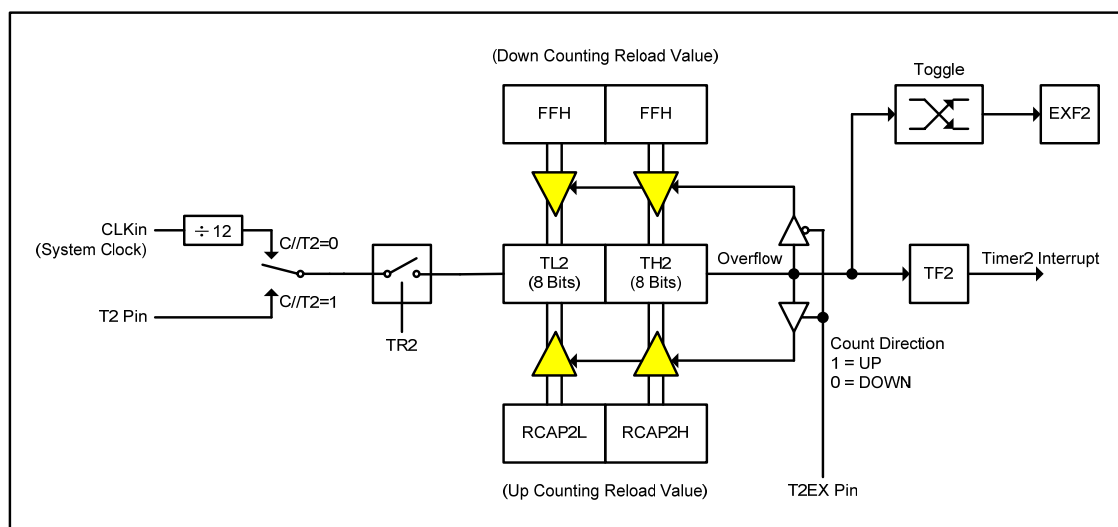 (Down Counting Reload Value)
Toggle
FFH
FFH
EXF2
CLKin
(System Clock)
÷ 12
C//T2=0
TL2
(8 Bits)
TH2
(8 Bits)
Overflow
TF2
Timer2 Interrupt
C//T2=1
T2 Pin
TR2
Count Direction
1 = UP
0 = DOWN
RCAP2L
RCAP2H
(Up Counting Reload Value)
T2EX Pin